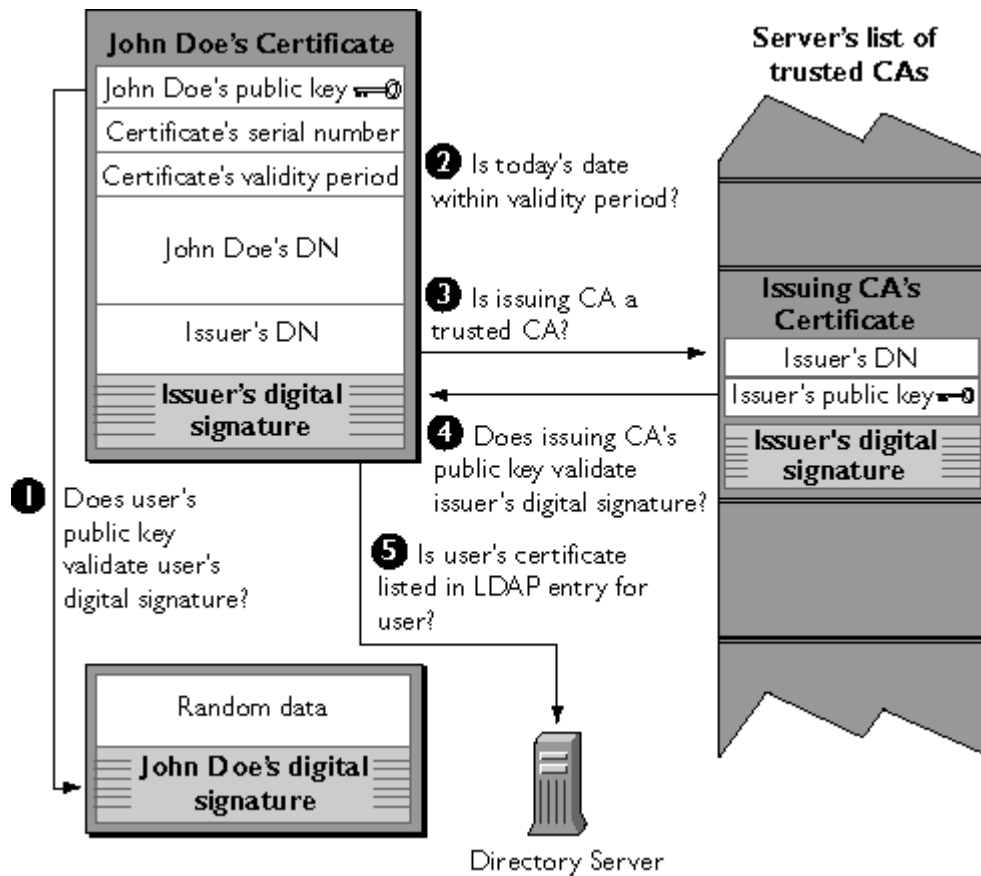 John Doe's Certificate
John Doe's public key
Certificate's serial number
Certificate's validity period
John Doe's DN
Issuer's DN
Issuer's digital
signature
Server's list of
trusted CAs
2 Is today's date
within validity period?
3 Is issuing CA a
trusted CA?
Issuing CA's
Certificate
Issuer's DN
Issuer's public key
Issuer's digital
signature
4 Does issuing CA's
public key validate
issuer's digital signature?
1 Does user's
public key
validate user's
digital signature?
5 Is user's certificate
listed in LDAP entry for
user?
Random data
John Doe's digital
signature
Directory Server